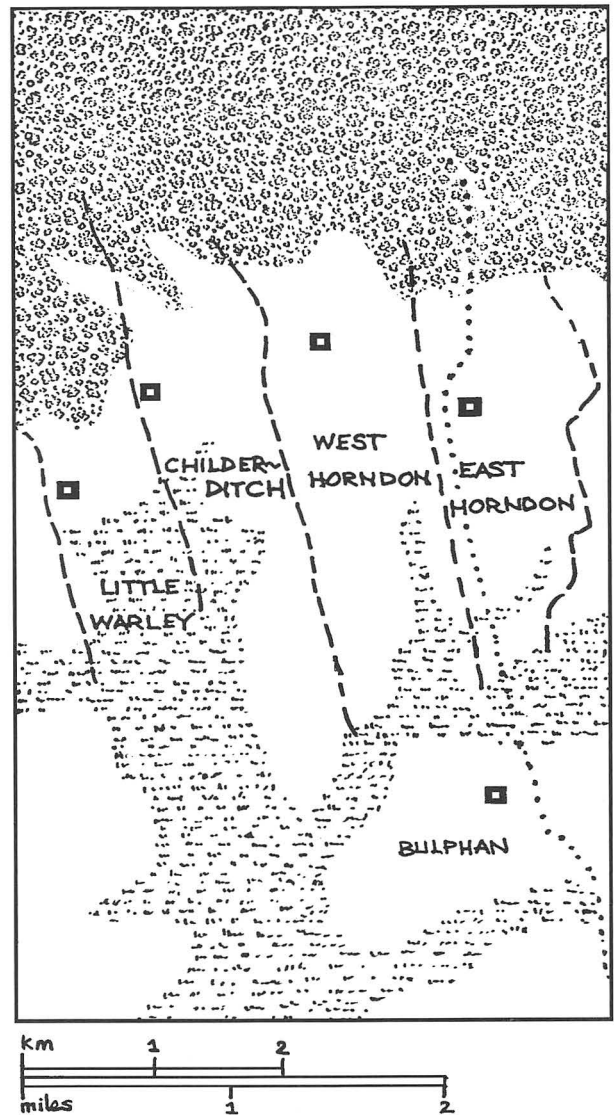 WEST
HORNDON
CHILDER~
DITCH
EAST
HORNDON
LITTLE
WARLEY
BULPHAN
km 1 2
miles 1 2